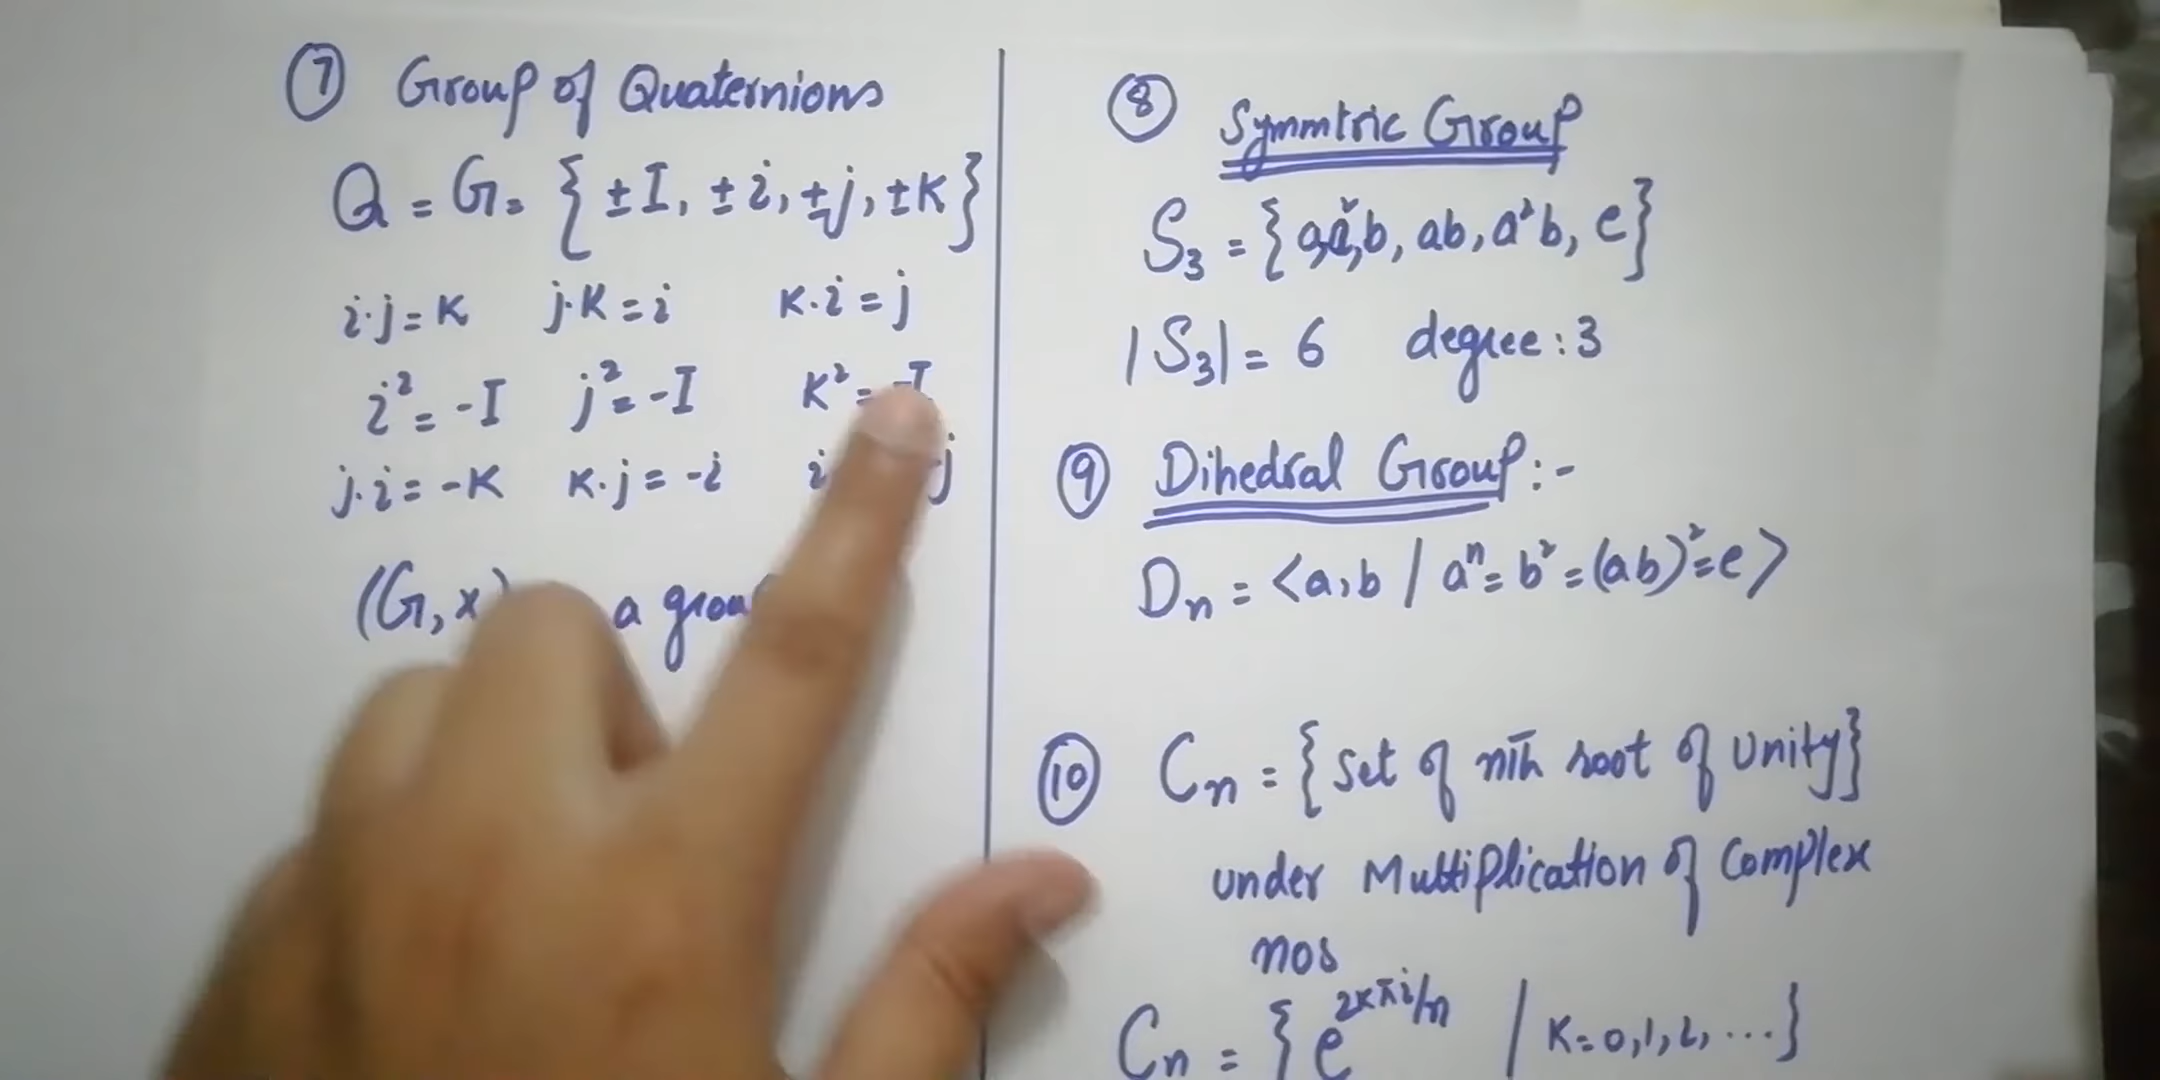 ⑦ Group of Quaternions
Q = G = { ±I, ±i, ±j, ±K }
i·j = K j·K = i K·i = j
i² = -I j² = -I K² = -I
j·i = -K K·j = -i i j
(G, x) a grou
⑧ Symmtric Group
S₃ = { a, a², b, ab, a²b, e }
|S₃| = 6 degree : 3
⑨ Dihedral Group :-
Dₙ = <a, b / aⁿ = b² = (ab)² = e >
⑩ Cₙ = { set of nth root of Unity }
under Multiplication of Complex
nos
Cₙ = { e^{2Kπi/n} / K = 0, 1, 2, ... }